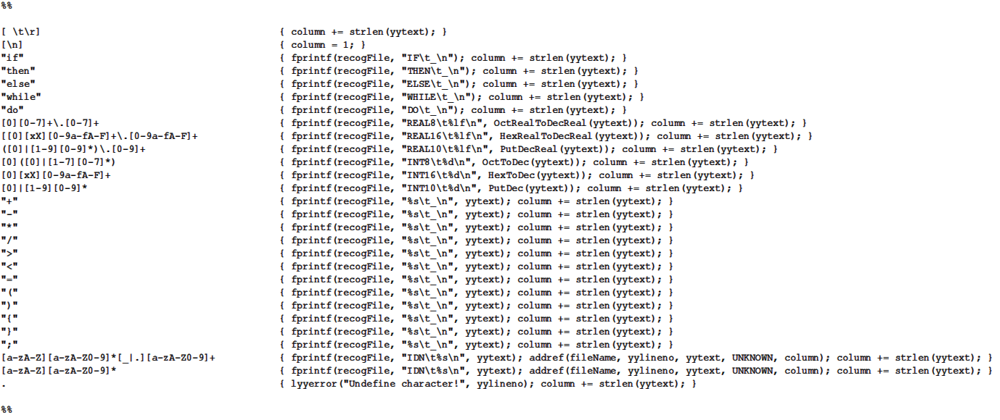 %%
[ \t\r] { column += strlen(yytext); }
[\n] { column = 1; }
"if" { fprintf(recogFile, "IF\t_\n"); column += strlen(yytext); }
"then" { fprintf(recogFile, "THEN\t_\n"); column += strlen(yytext); }
"else" { fprintf(recogFile, "ELSE\t_\n"); column += strlen(yytext); }
"while" { fprintf(recogFile, "WHILE\t_\n"); column += strlen(yytext); }
"do" { fprintf(recogFile, "DO\t_\n"); column += strlen(yytext); }
[0][0-7]+\.[0-7]+ { fprintf(recogFile, "REAL8\t%lf\n", OctRealToDecReal(yytext)); column += strlen(yytext); }
[[0][xX][0-9a-fA-F]+\.[0-9a-fA-F]+ { fprintf(recogFile, "REAL16\t%lf\n", HexRealToDecReal(yytext)); column += strlen(yytext); }
([0]|[1-9][0-9]*)\.[0-9]+ { fprintf(recogFile, "REAL10\t%lf\n", PutDecReal(yytext)); column += strlen(yytext); }
[0]([0]|[1-7][0-7]*) { fprintf(recogFile, "INT8\t%d\n", OctToDec(yytext)); column += strlen(yytext); }
[0][xX][0-9a-fA-F]+ { fprintf(recogFile, "INT16\t%d\n", HexToDec(yytext)); column += strlen(yytext); }
[0]|[1-9][0-9]* { fprintf(recogFile, "INT10\t%d\n", PutDec(yytext)); column += strlen(yytext); }
"+" { fprintf(recogFile, "%s\t_\n", yytext); column += strlen(yytext); }
"-" { fprintf(recogFile, "%s\t_\n", yytext); column += strlen(yytext); }
"*" { fprintf(recogFile, "%s\t_\n", yytext); column += strlen(yytext); }
"/" { fprintf(recogFile, "%s\t_\n", yytext); column += strlen(yytext); }
">" { fprintf(recogFile, "%s\t_\n", yytext); column += strlen(yytext); }
"<" { fprintf(recogFile, "%s\t_\n", yytext); column += strlen(yytext); }
"=" { fprintf(recogFile, "%s\t_\n", yytext); column += strlen(yytext); }
"(" { fprintf(recogFile, "%s\t_\n", yytext); column += strlen(yytext); }
")" { fprintf(recogFile, "%s\t_\n", yytext); column += strlen(yytext); }
"{" { fprintf(recogFile, "%s\t_\n", yytext); column += strlen(yytext); }
"}" { fprintf(recogFile, "%s\t_\n", yytext); column += strlen(yytext); }
";" { fprintf(recogFile, "%s\t_\n", yytext); column += strlen(yytext); }
[a-zA-Z][a-zA-Z0-9]*[_|.][a-zA-Z0-9]+ { fprintf(recogFile, "IDN\t%s\n", yytext); addref(fileName, yylineno, yytext, UNKNOWN, column); column += strlen(yytext); }
[a-zA-Z][a-zA-Z0-9]* { fprintf(recogFile, "IDN\t%s\n", yytext); addref(fileName, yylineno, yytext, UNKNOWN, column); column += strlen(yytext); }
. { lyyerror("Undefine character!", yylineno); column += strlen(yytext); }
%%